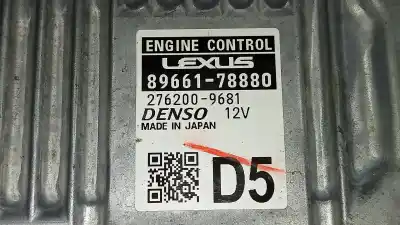 ENGINE CONTROL
LEXUS
89661-78880
276200-9681
DENSO 12V
MADE IN JAPAN
D5